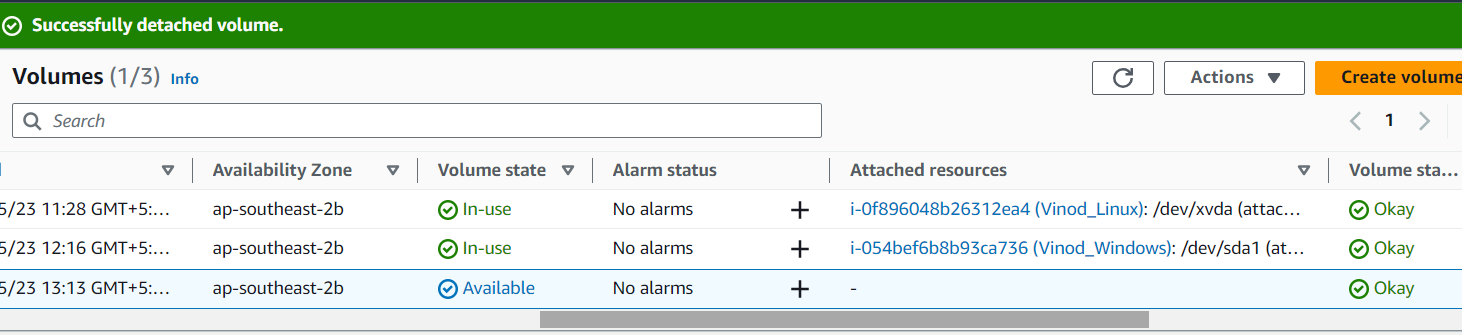 Successfully detached volume.
Volumes (1/3) Info
Actions
Create volume
Search
1
Availability Zone Volume state Alarm status Attached resources Volume sta...
5/23 11:28 GMT+5:... ap-southeast-2b In-use No alarms + i-0f896048b26312ea4 (Vinod_Linux): /dev/xvda (attac... Okay
5/23 12:16 GMT+5:... ap-southeast-2b In-use No alarms + i-054bef6b8b93ca736 (Vinod_Windows): /dev/sda1 (at... Okay
5/23 13:13 GMT+5:... ap-southeast-2b Available No alarms + - Okay